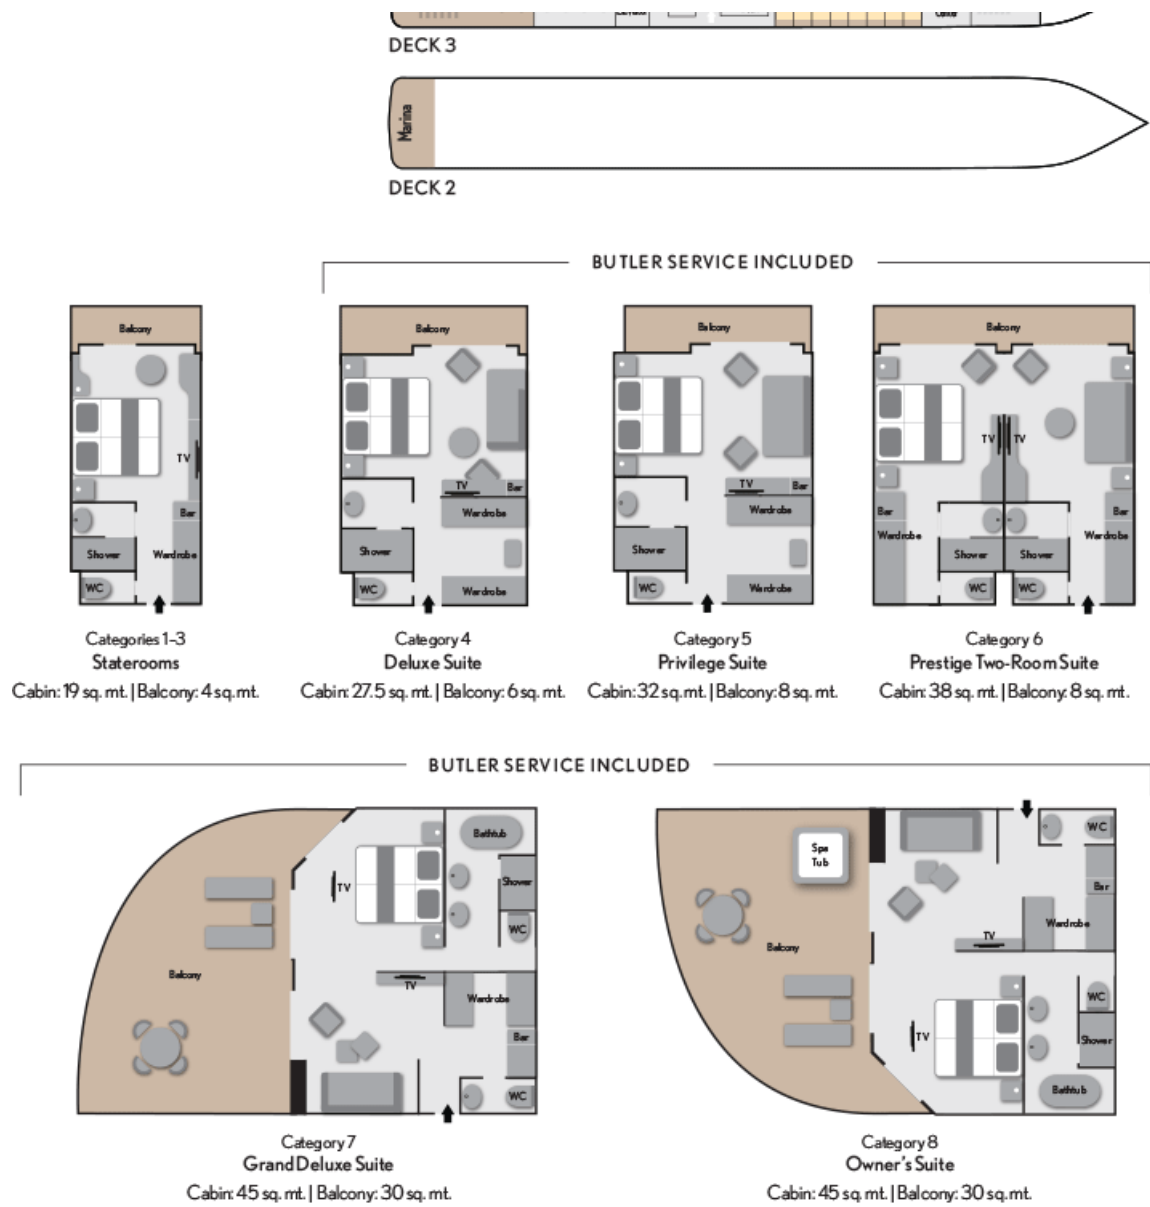 DECK 3
Marina
DECK 2
BUTLER SERVICE INCLUDED
Balcony
TV
Bar
Shower
Wardrobe
WC
Categories 1-3
Staterooms
Cabin: 19 sq. mt. | Balcony: 4 sq. mt.
Balcony
TV
Bar
Wardrobe
Shower
WC
Wardrobe
Category 4
Deluxe Suite
Cabin: 27.5 sq. mt. | Balcony: 6 sq. mt.
Balcony
TV
Bar
Wardrobe
Shower
WC
Wardrobe
Category 5
Privilege Suite
Cabin: 32 sq. mt. | Balcony: 8 sq. mt.
Balcony
TV TV
Bar Bar
Wardrobe Wardrobe
Shower Shower
WC WC
Category 6
Prestige Two-Room Suite
Cabin: 38 sq. mt. | Balcony: 8 sq. mt.
BUTLER SERVICE INCLUDED
Bathtub
TV
Shower
WC
Balcony
TV
Wardrobe
Bar
WC
Category 7
Grand Deluxe Suite
Cabin: 45 sq. mt. | Balcony: 30 sq. mt.
Spa
Tub
WC
Bar
Wardrobe
TV
Balcony
WC
TV
Shower
Bathtub
Category 8
Owner's Suite
Cabin: 45 sq. mt. | Balcony: 30 sq. mt.